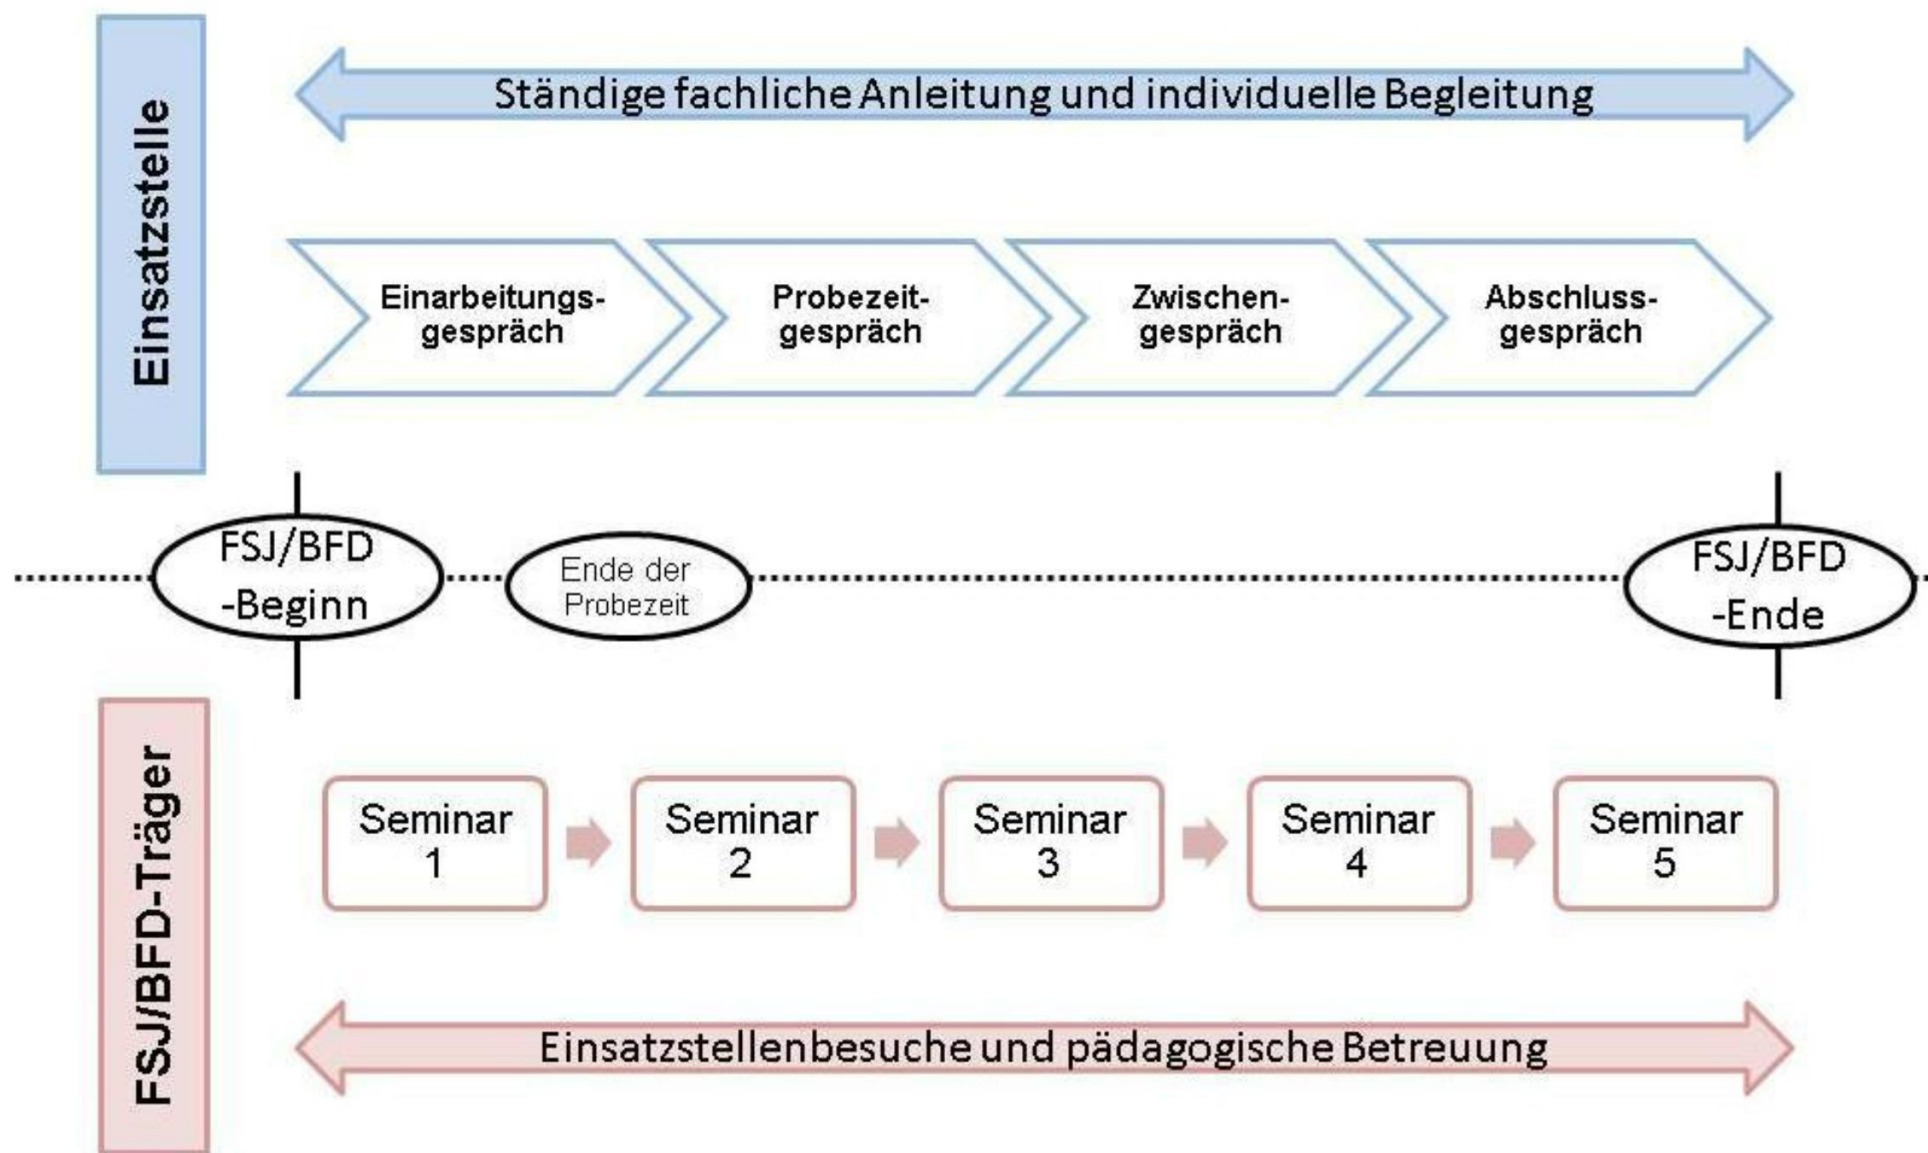 Einsatzstelle
Ständige fachliche Anleitung und individuelle Begleitung
Einarbeitungs-
gespräch
Probezeit-
gespräch
Zwischen-
gespräch
Abschluss-
gespräch
FSJ/BFD
-Beginn
Ende der
Probezeit
FSJ/BFD
-Ende
FSJ/BFD-Träger
Seminar
1
Seminar
2
Seminar
3
Seminar
4
Seminar
5
Einsatzstellenbesuche und pädagogische Betreuung